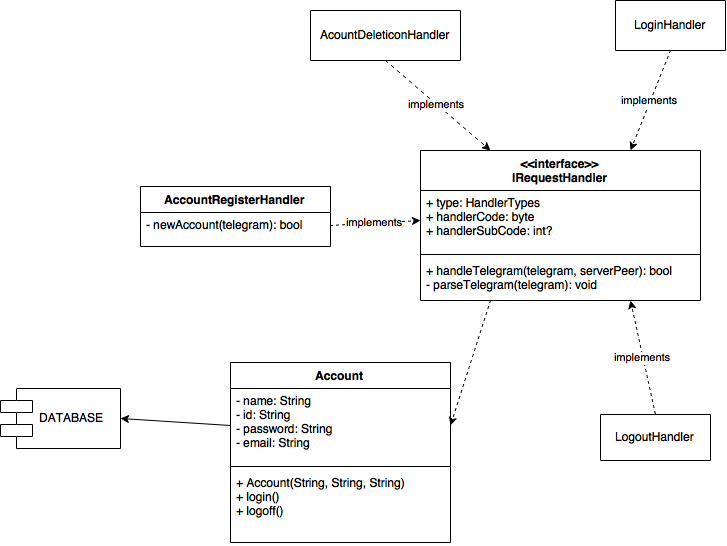 AcountDeleticonHandler
LoginHandler
implements
implements
<<interface>>
IRequestHandler
+ type: HandlerTypes
+ handlerCode: byte
+ handlerSubCode: int?
+ handleTelegram(telegram, serverPeer): bool
- parseTelegram(telegram): void
AccountRegisterHandler
- newAccount(telegram): bool
implements
implements
Account
- name: String
- id: String
- password: String
- email: String
+ Account(String, String, String)
+ login()
+ logoff()
DATABASE
LogoutHandler